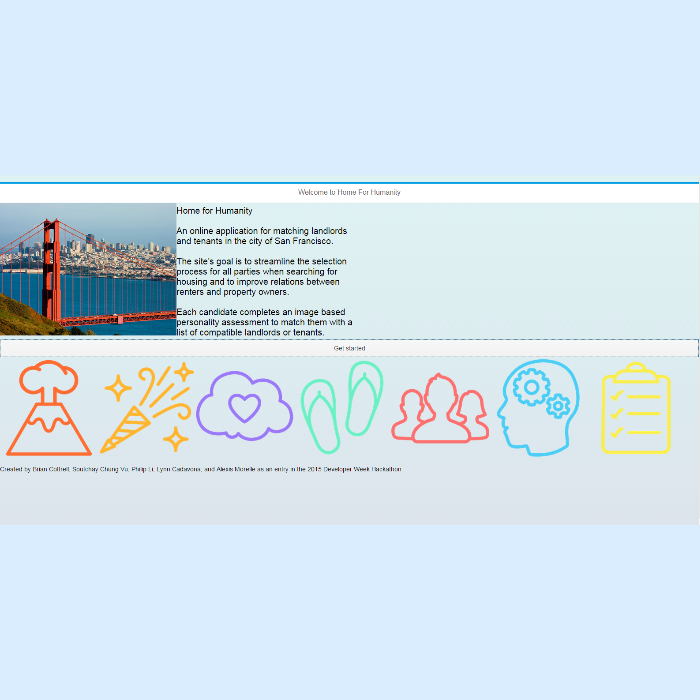 Welcome to Home For Humanity
Home for Humanity
An online application for matching landlords
and tenants in the city of San Francisco.
The site's goal is to streamline the selection
process for all parties when searching for
housing and to improve relations between
renters and property owners.
Each candidate completes an image based
personality assessment to match them with a
list of compatible landlords or tenants.
Get started
Created by Brian Cottrell, Soutchay Chung Vu, Philip Li, Lynn Cadavona, and Alexis Morelle as an entry in the 2015 Developer Week Hackathon